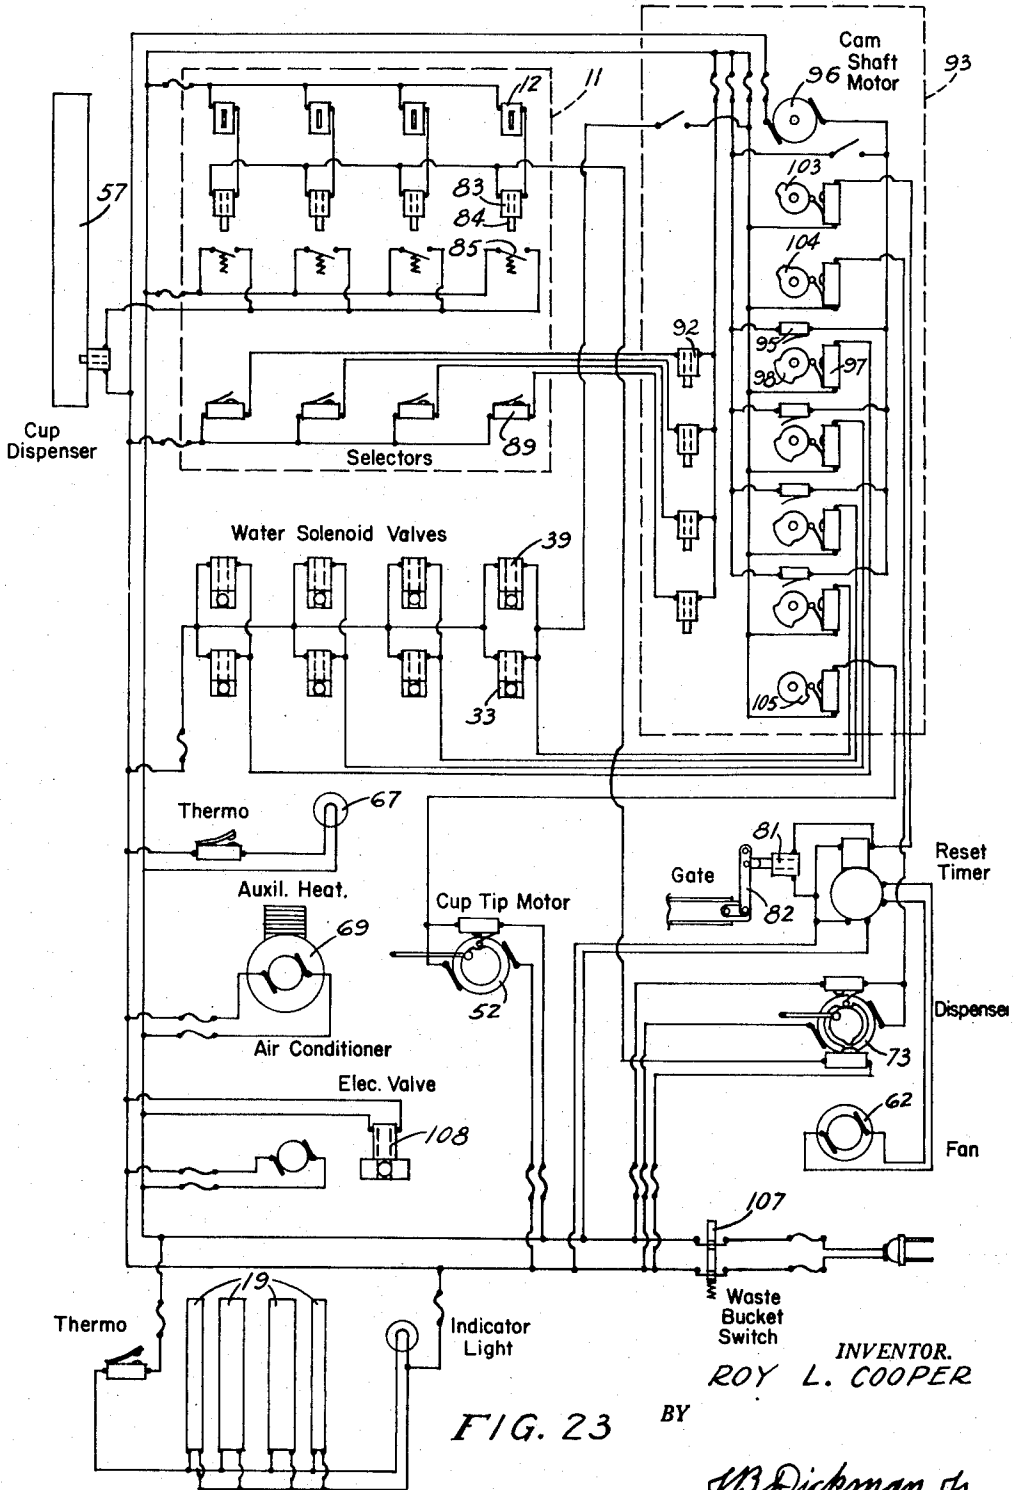 Cam
Shaft
Motor
96
93
12
11
57
103
83
84
104
85
92
95
98
97
Cup
Dispenser
89
Selectors
Water Solenoid Valves
39
33
105
Thermo
67
81
Reset
Timer
Gate
82
Auxil. Heat.
Cup Tip Motor
69
52
Dispenser
73
Air Conditioner
Elec. Valve
108
62
Fan
107
19
Thermo
Indicator
Light
Waste
Bucket
Switch
INVENTOR.
ROY L. COOPER
FIG. 23
BY